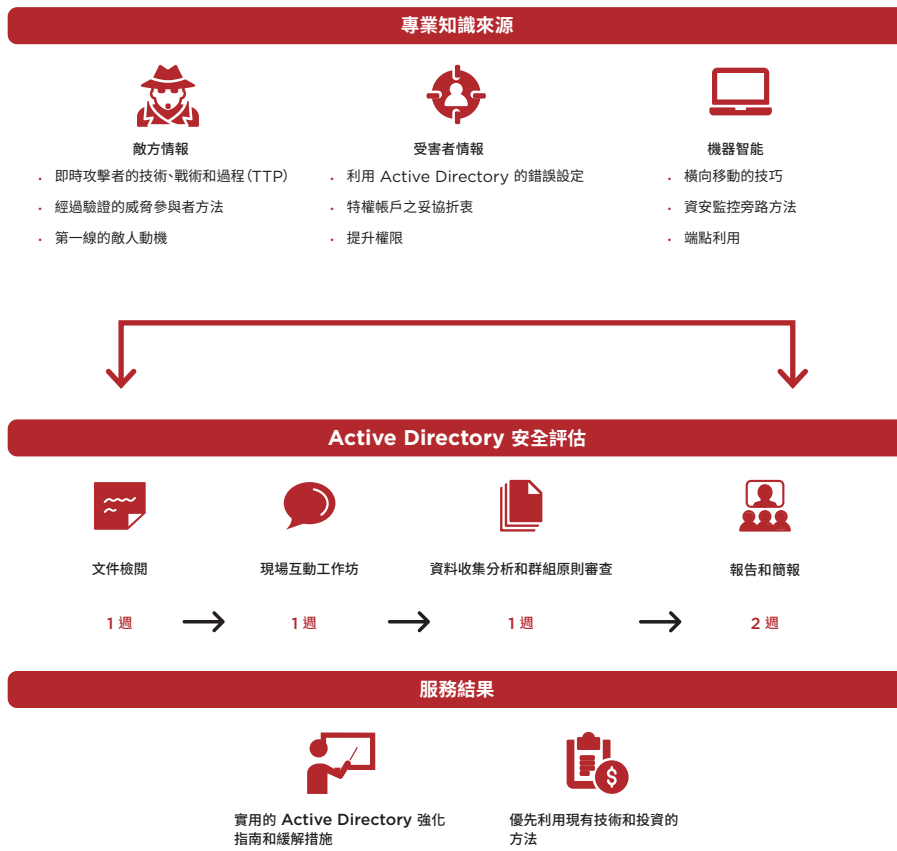 專業知識來源
敵方情報
• 即時攻擊者的技術、戰術和過程(TTP)
• 經過驗證的威脅參與者方法
• 第一線的敵人動機
受害者情報
• 利用 Active Directory 的錯誤設定
• 特權帳戶之妥協折衷
• 提升權限
機器智能
• 橫向移動的技巧
• 資安監控旁路方法
• 端點利用
Active Directory 安全評估
文件檢閱
1 週
現場互動工作坊
1 週
資料收集分析和群組原則審查
1 週
報告和簡報
2 週
服務結果
實用的 Active Directory 強化
指南和緩解措施
$
優先利用現有技術和投資的
方法